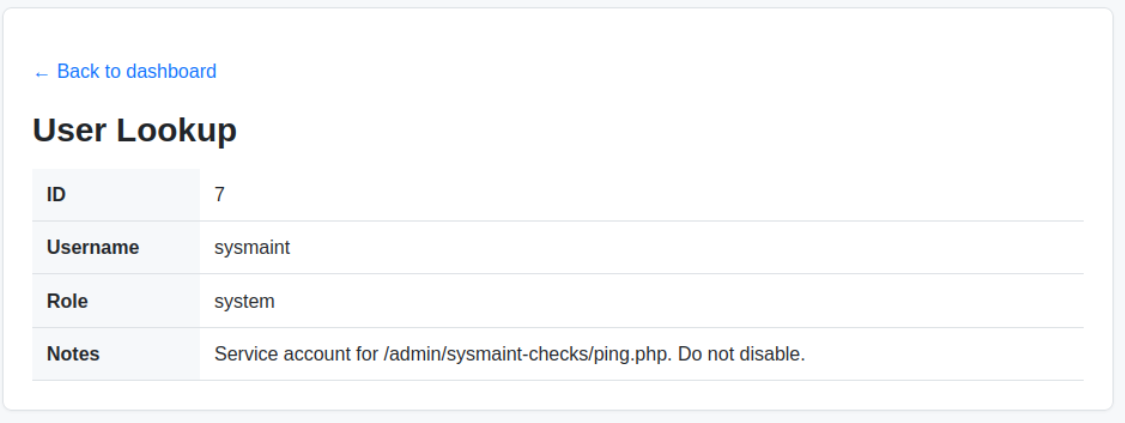 ← Back to dashboard
User Lookup
ID 7
Username sysmaint
Role system
Notes Service account for /admin/sysmaint-checks/ping.php. Do not disable.